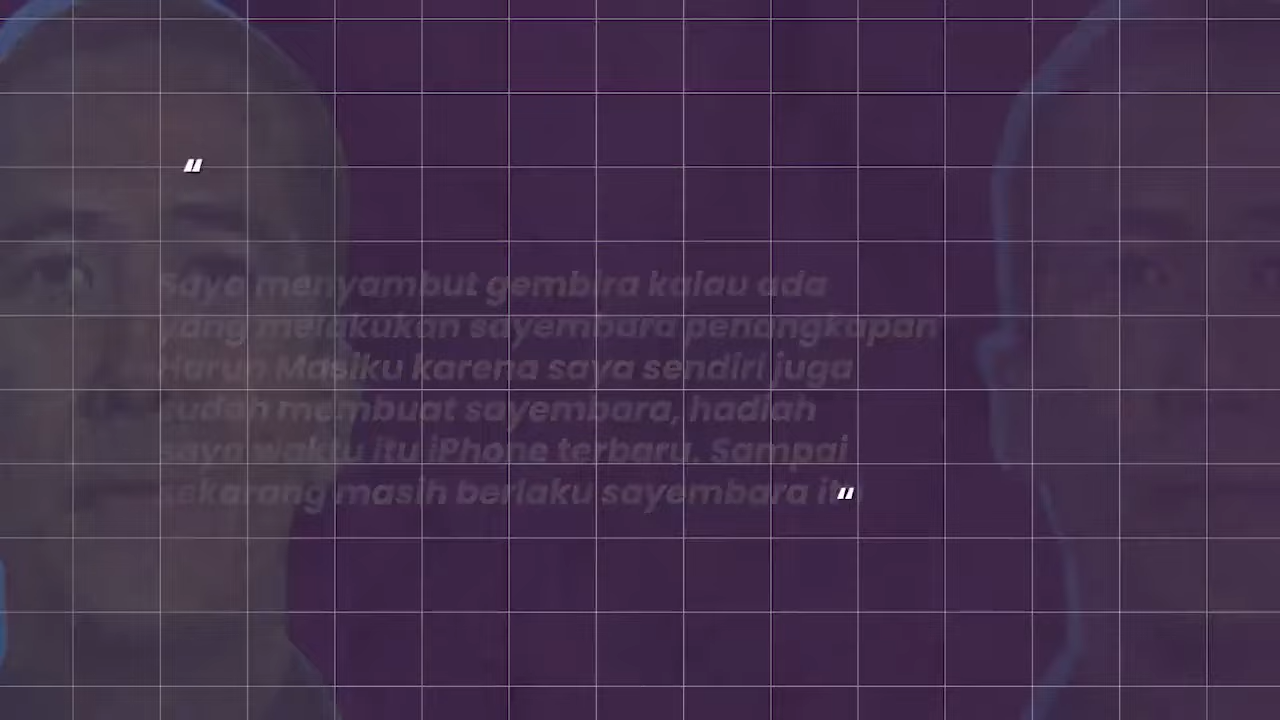 "
Saya menyambut gembira kalau ada
yang melakukan sayembara penangkapan
Harun Masiku karena saya sendiri juga
sudah membuat sayembara, hadiah
saya waktu itu iPhone terbaru. Sampai
sekarang masih berlaku sayembara itu"